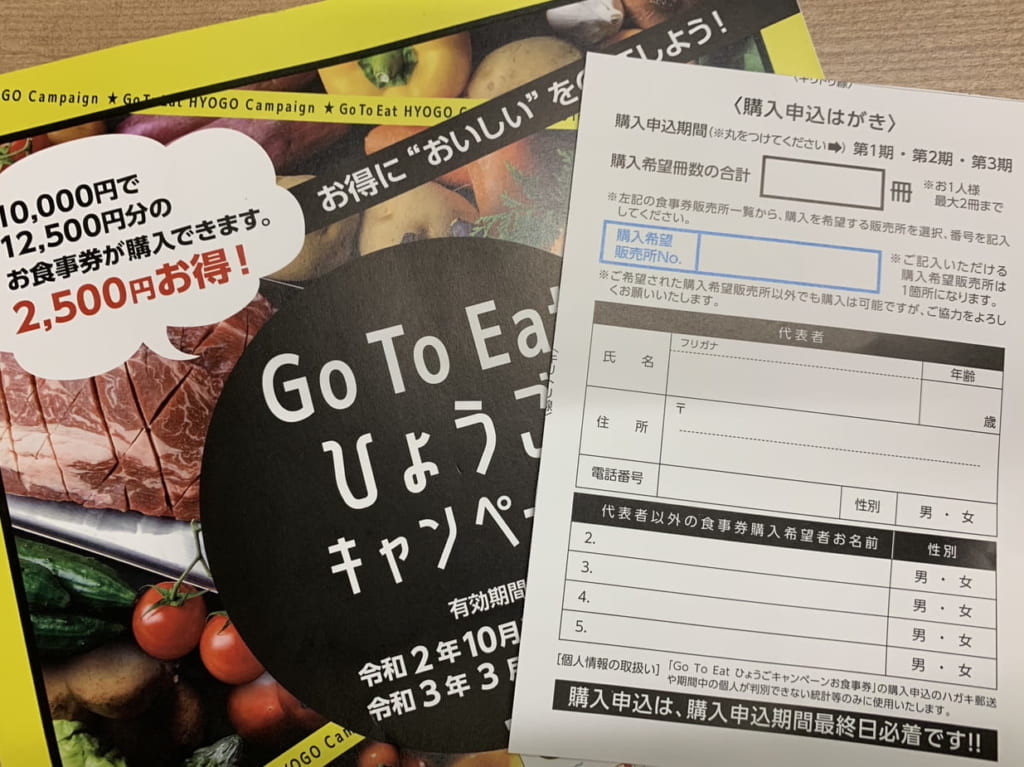 GO Campaign ★Go To Eat HYOGO Campaign ★Go To Eat HYOGO
お得に“おいしい”を
しよう!
10,000円で
12,500円分の
お食事券が購入できます。
2,500円お得!
Go To Eat
ひょうご
キャンペー
有効期間
令和2年10月
令和3年3月
HYOGO Cam
〈キリトリ線〉
〈キリトリ線〉
〈購入申込はがき〉
購入申込期間(※丸をつけてください➡) 第1期・第2期・第3期
購入希望冊数の合計 冊 ※お1人様
最大2冊まで
※左記の食事券販売所一覧から、購入を希望する販売所を選択、番号を記入
してください。
購入希望
販売所No.
※ご記入いただける
購入希望販売所は
1箇所になります。
※ご希望された購入希望販売所以外でも購入は可能ですが、ご協力をよろし
くお願いいたします。
代表者
氏名 フリガナ 年齢
歳
住所 〒
電話番号 性別 男・女
代表者以外の食事券購入希望者お名前 性別
2. 男・女
3. 男・女
4. 男・女
5. 男・女
[個人情報の取扱い]「Go To Eat ひょうごキャンペーンお食事券」の購入申込のハガキ郵送
や期間中の個人が判別できない統計等のみに使用いたします。
購入申込は、購入申込期間最終日必着です!!